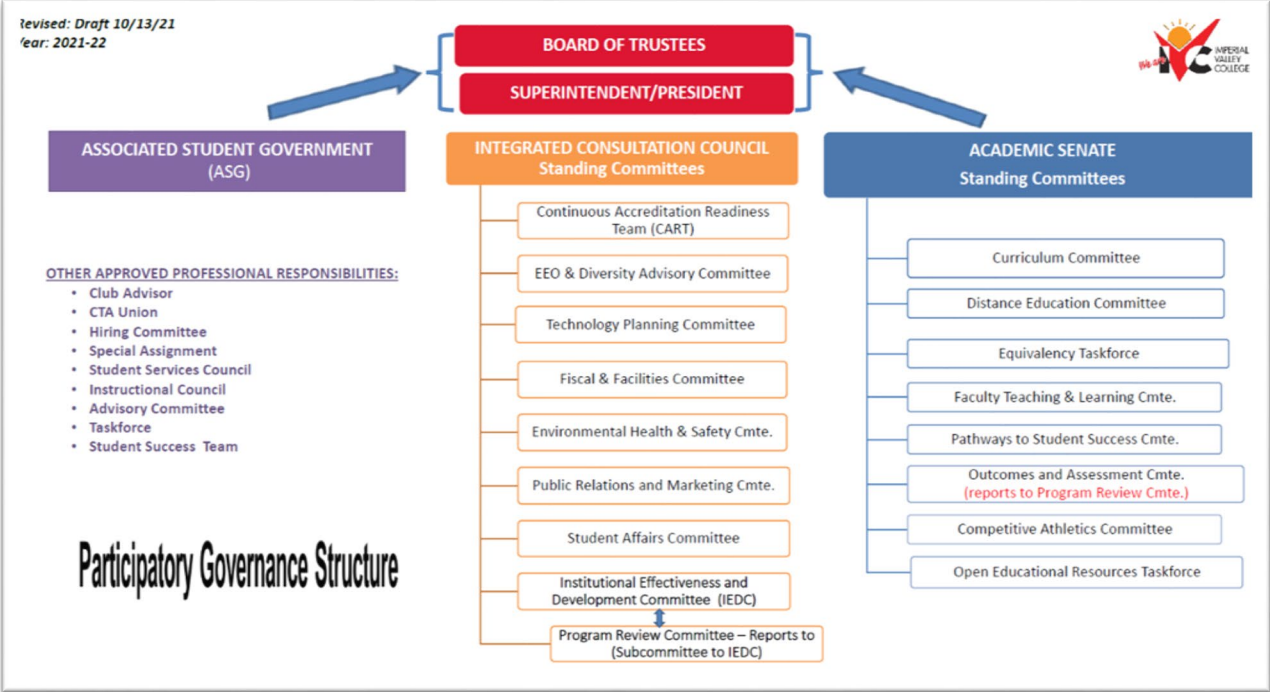 Revised: Draft 10/13/21
Year: 2021-22
BOARD OF TRUSTEES
SUPERINTENDENT/PRESIDENT
We are
IVC
IMPERIAL
VALLEY
COLLEGE
ASSOCIATED STUDENT GOVERNMENT
(ASG)
OTHER APPROVED PROFESSIONAL RESPONSIBILITIES:
• Club Advisor
• CTA Union
• Hiring Committee
• Special Assignment
• Student Services Council
• Instructional Council
• Advisory Committee
• Taskforce
• Student Success Team
Participatory Governance Structure
INTEGRATED CONSULTATION COUNCIL
Standing Committees
Continuous Accreditation Readiness
Team (CART)
EEO & Diversity Advisory Committee
Technology Planning Committee
Fiscal & Facilities Committee
Environmental Health & Safety Cmte.
Public Relations and Marketing Cmte.
Student Affairs Committee
Institutional Effectiveness and
Development Committee (IEDC)
Program Review Committee – Reports to
(Subcommittee to IEDC)
ACADEMIC SENATE
Standing Committees
Curriculum Committee
Distance Education Committee
Equivalency Taskforce
Faculty Teaching & Learning Cmte.
Pathways to Student Success Cmte.
Outcomes and Assessment Cmte.
(reports to Program Review Cmte.)
Competitive Athletics Committee
Open Educational Resources Taskforce